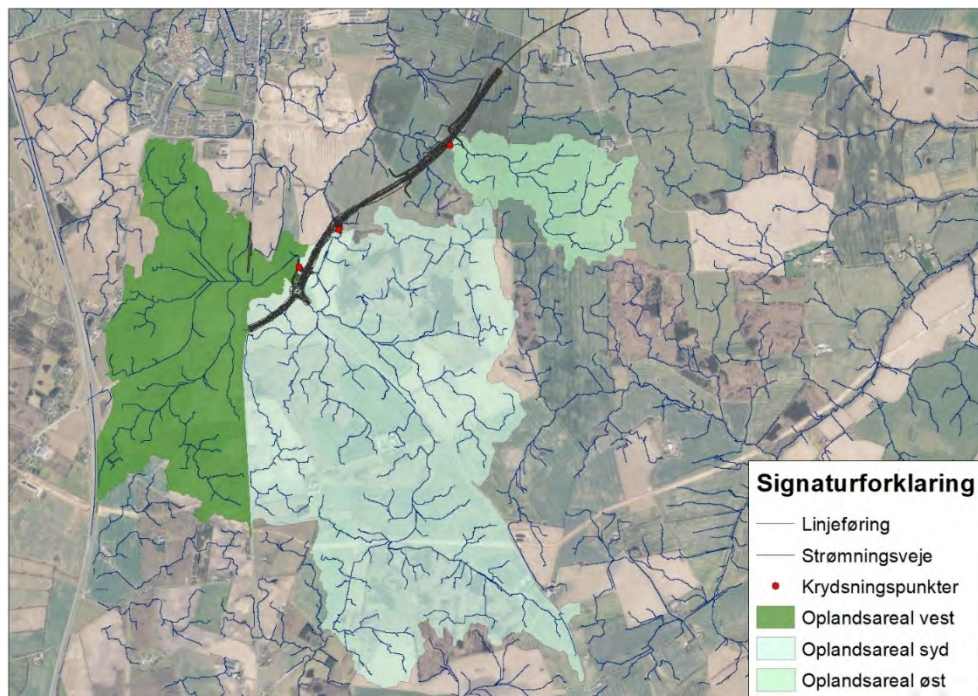 Signaturforklaring
Linjeføring
Strømningsveje
Krydsningspunkter
Oplandsareal vest
Oplandsareal syd
Oplandsareal øst